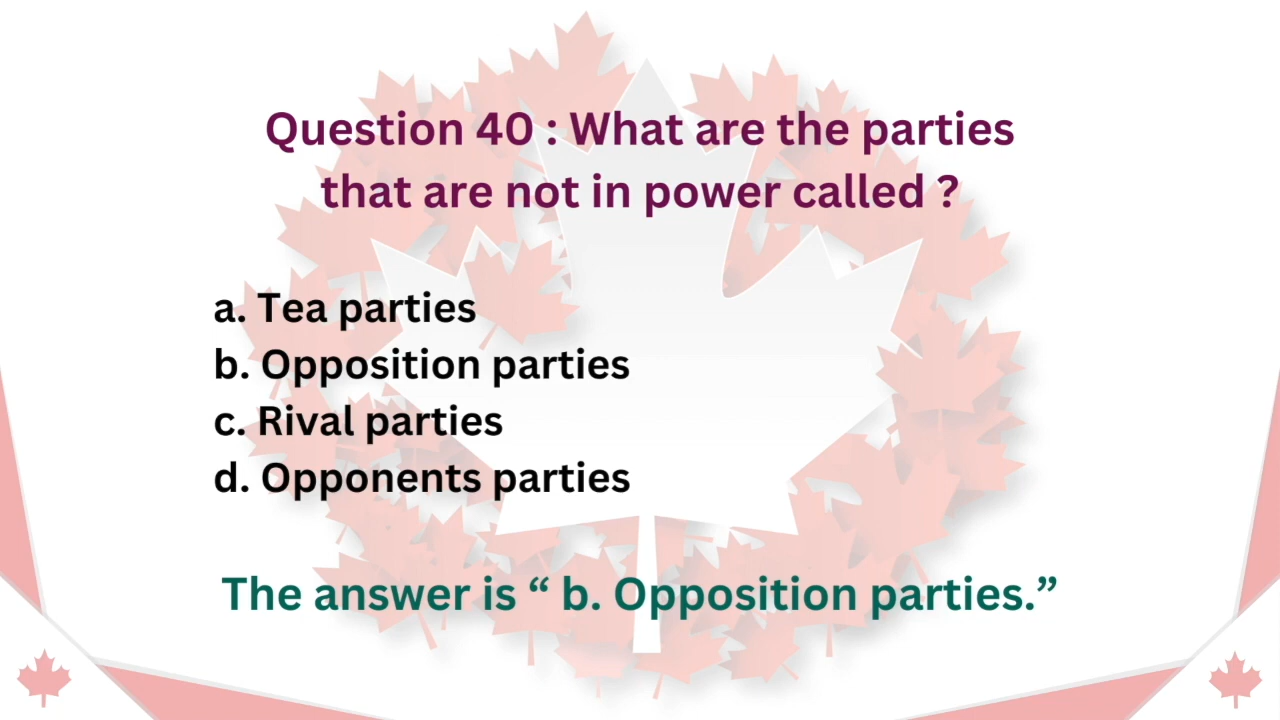 Question 40 : What are the parties
that are not in power called ?
a. Tea parties
b. Opposition parties
c. Rival parties
d. Opponents parties
The answer is “ b. Opposition parties.”